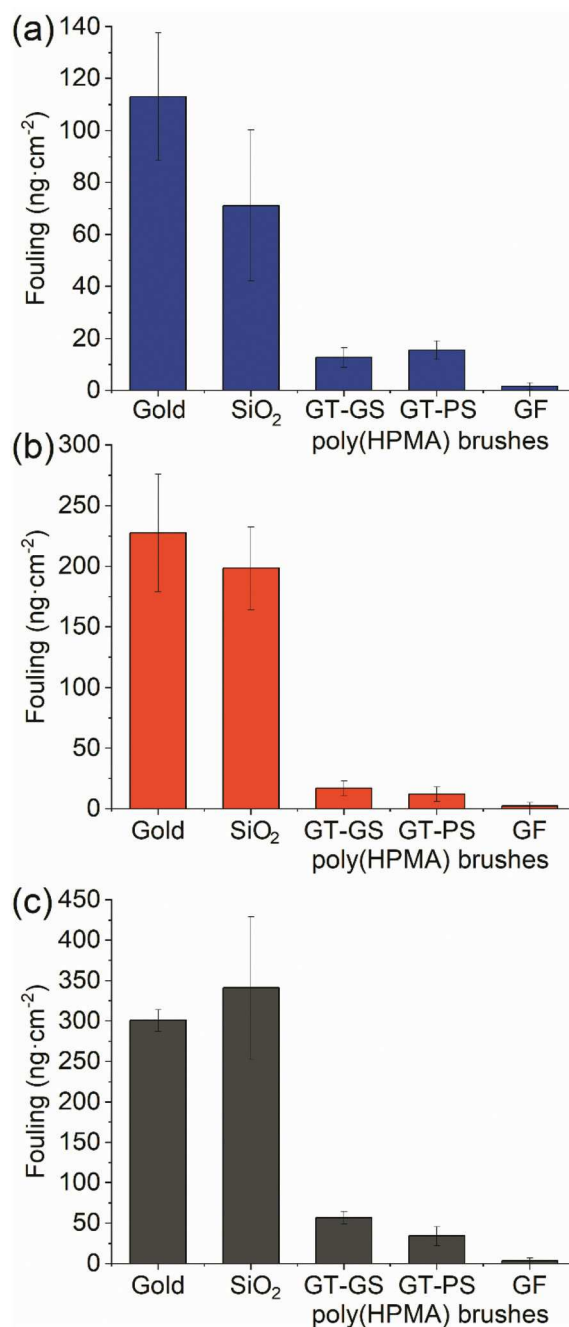 (a)
Fouling (ng·cm⁻²)
140
120
100
80
60
40
20
0
Gold SiO₂ GT-GS GT-PS GF
poly(HPMA) brushes
(b)
Fouling (ng·cm⁻²)
300
250
200
150
100
50
0
Gold SiO₂ GT-GS GT-PS GF
poly(HPMA) brushes
(c)
Fouling (ng·cm⁻²)
450
400
350
300
250
200
150
100
50
0
Gold SiO₂ GT-GS GT-PS GF
poly(HPMA) brushes